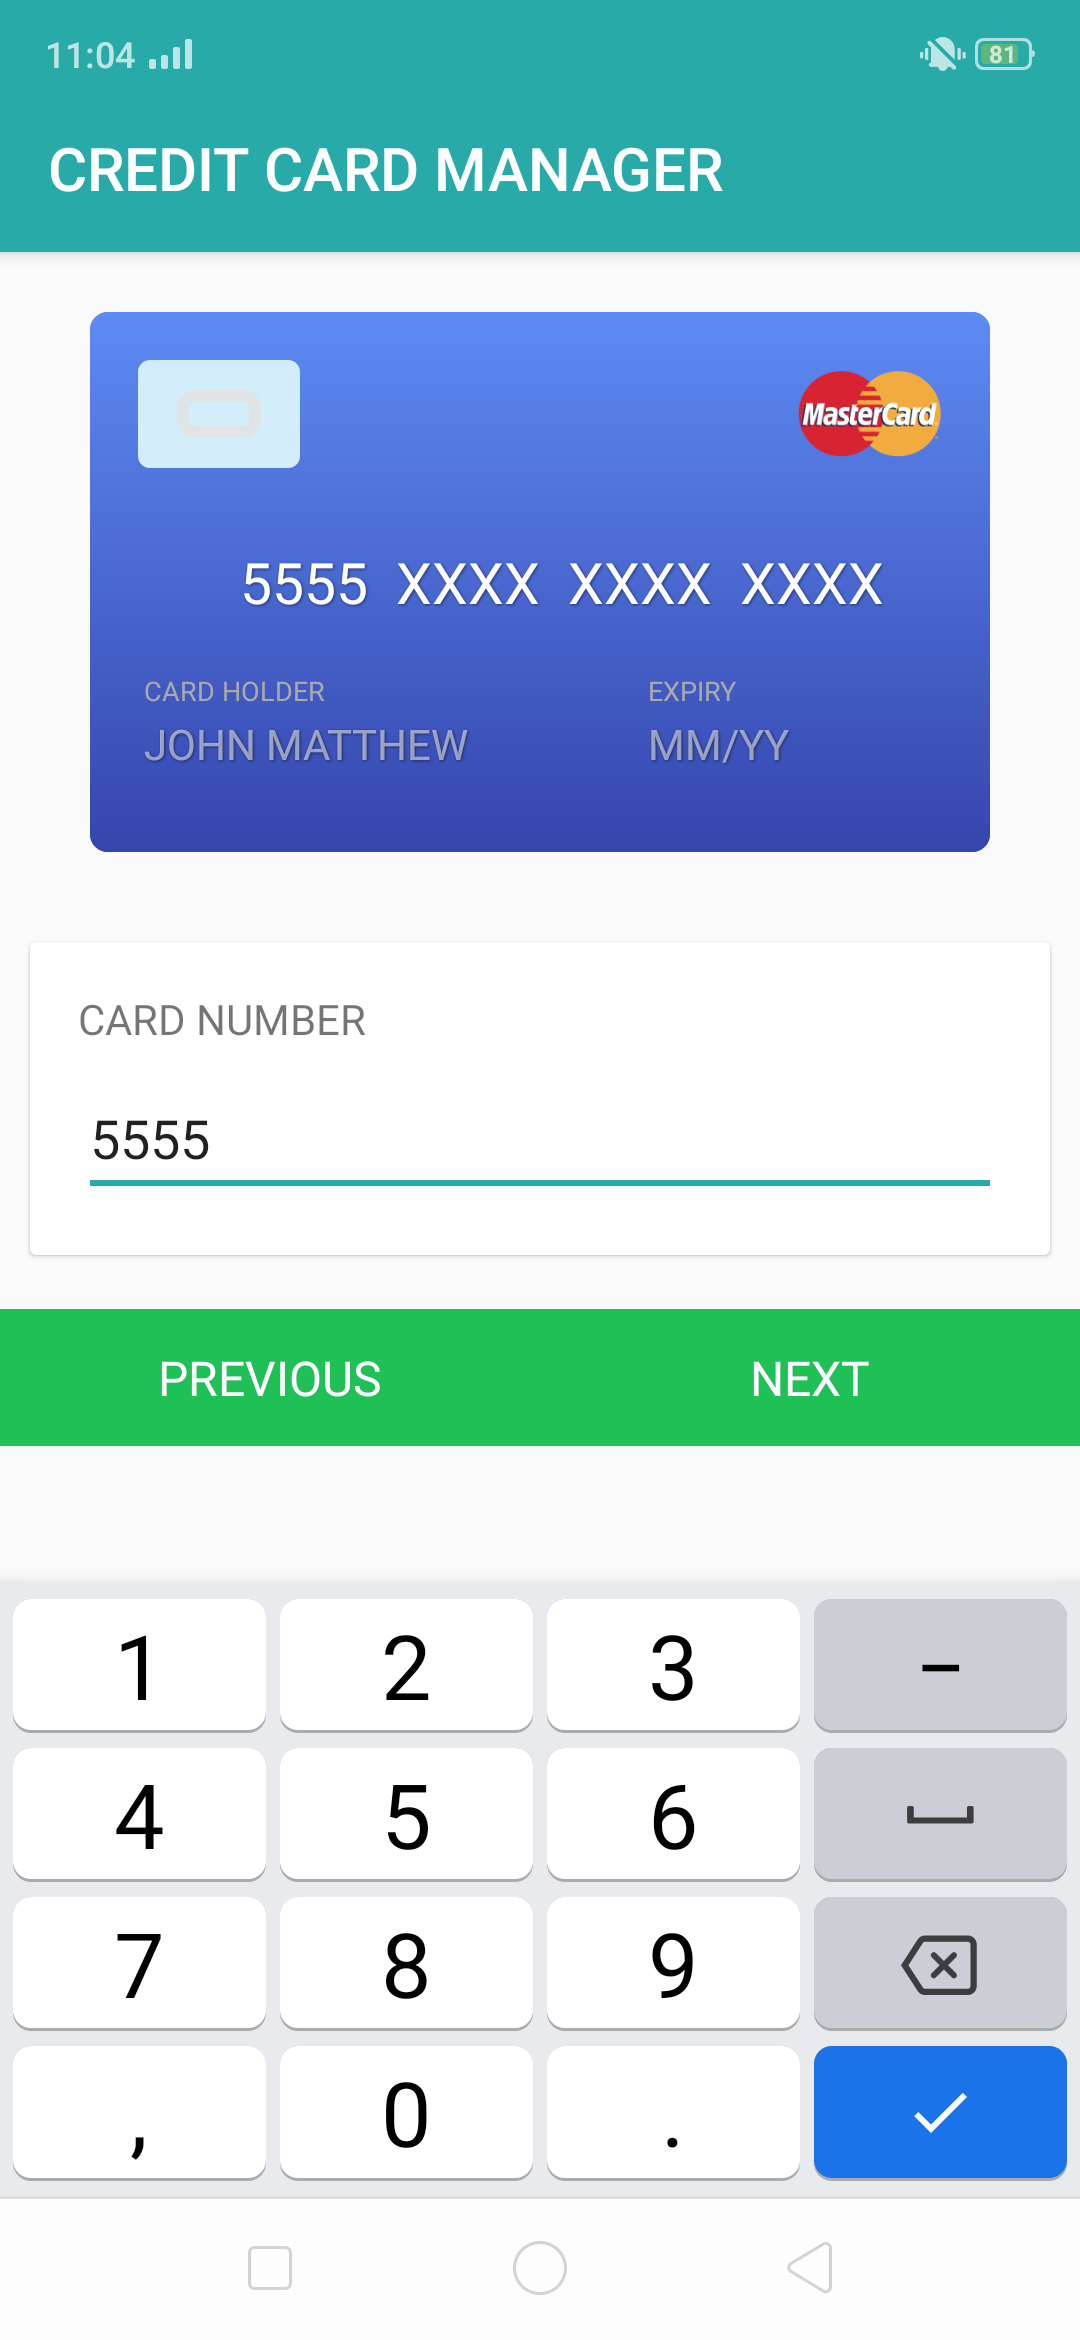 11:04 81
CREDIT CARD MANAGER
MasterCard
5555 XXXX XXXX XXXX
CARD HOLDER EXPIRY
JOHN MATTHEW MM/YY
CARD NUMBER
5555
PREVIOUS NEXT
1 2 3 –
4 5 6
7 8 9
, 0 .